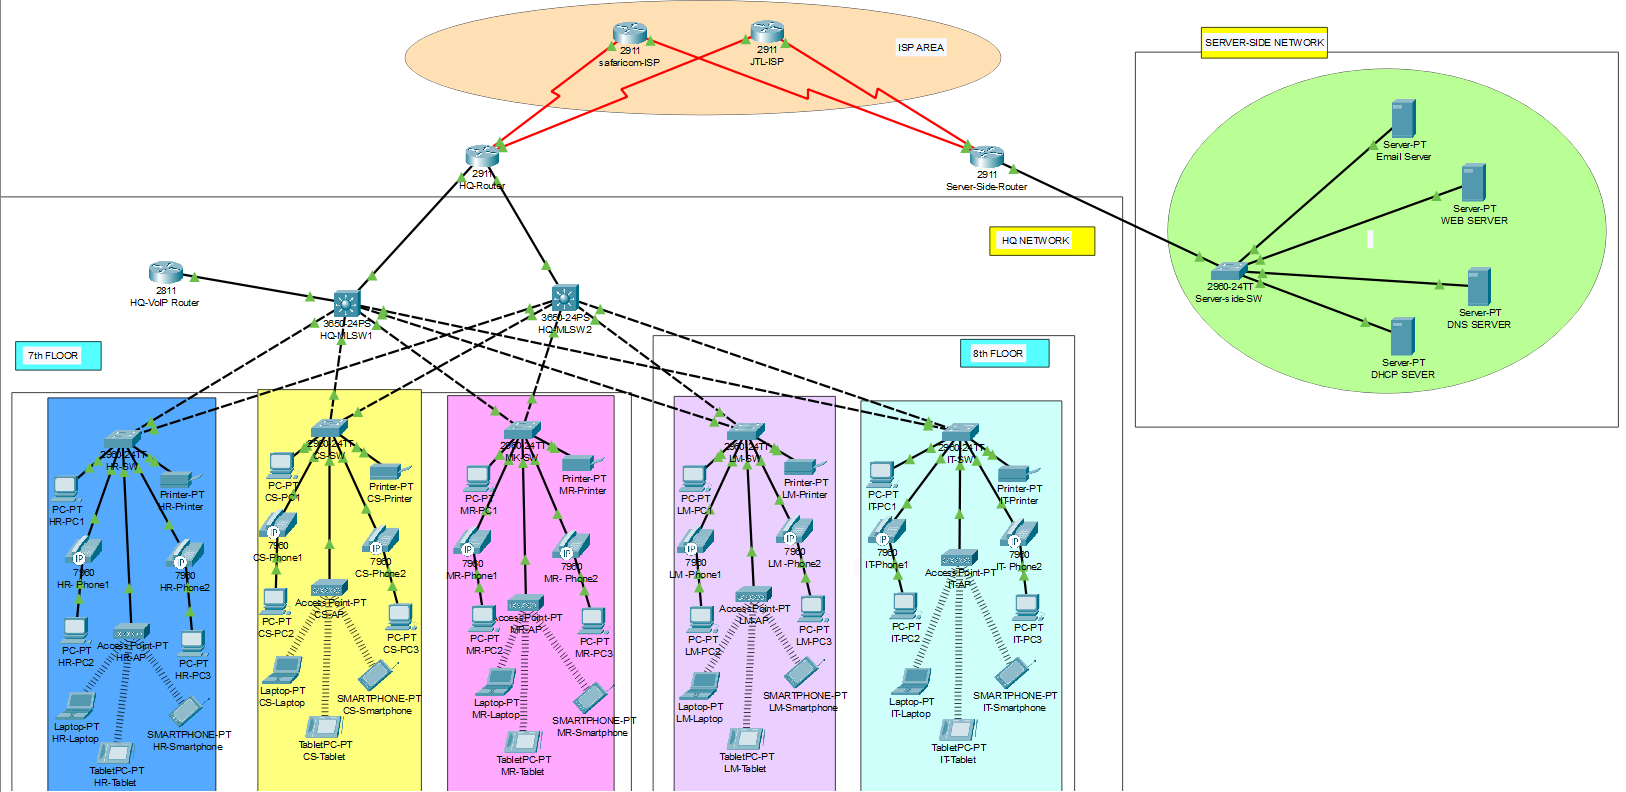 2911
safaricom-ISP
2911
JTL-ISP
ISP AREA
SERVER-SIDE NETWORK
Server-PT
Email Server
2911
HQ-Router
2911
Server-Side-Router
Server-PT
WEB SERVER
HQ NETWORK
2811
HQ-VoIP Router
3650-24PS
HQ-MLSW1
3650-24PS
HQ-MLSW2
2960-24TT
Server-side-SW
Server-PT
DNS SERVER
Server-PT
DHCP SEVER
7th FLOOR
8th FLOOR
2960-24TT
HR-SW
2960-24TT
CS-SW
2960-24TT
MK-SW
2960-24TT
LM-SW
2960-24TT
IT-SW
PC-PT
HR-PC1
Printer-PT
HR-Printer
PC-PT
CS-PC1
Printer-PT
CS-Printer
PC-PT
MR-PC1
Printer-PT
MR-Printer
PC-PT
LM-PC1
Printer-PT
LM-Printer
PC-PT
IT-PC1
Printer-PT
IT-Printer
IP
7960
HR- Phone1
IP
7960
HR-Phone2
IP
7960
CS-Phone1
IP
7960
CS-Phone2
IP
7960
MR-Phone1
IP
7960
MR- Phone2
IP
7960
LM -Phone1
IP
7960
LM -Phone2
IP
7960
IT-Phone1
IP
7960
IT- Phone2
PC-PT
HR-PC2
AccessPoint-PT
HR-AP
PC-PT
HR-PC3
PC-PT
CS-PC2
AccessPoint-PT
CS-AP
PC-PT
CS-PC3
PC-PT
MR-PC2
AccessPoint-PT
MR-AP
PC-PT
MR-PC3
PC-PT
LM-PC2
AccessPoint-PT
LM-AP
PC-PT
LM-PC3
PC-PT
IT-PC2
AccessPoint-PT
IT-AP
PC-PT
IT-PC3
Laptop-PT
HR-Laptop
SMARTPHONE-PT
HR-Smartphone
TabletPC-PT
HR-Tablet
Laptop-PT
CS-Laptop
SMARTPHONE-PT
CS-Smartphone
TabletPC-PT
CS-Tablet
Laptop-PT
MR-Laptop
SMARTPHONE-PT
MR-Smartphone
TabletPC-PT
MR-Tablet
Laptop-PT
LM-Laptop
SMARTPHONE-PT
LM-Smartphone
TabletPC-PT
LM-Tablet
Laptop-PT
IT-Laptop
SMARTPHONE-PT
IT-Smartphone
TabletPC-PT
IT-Tablet